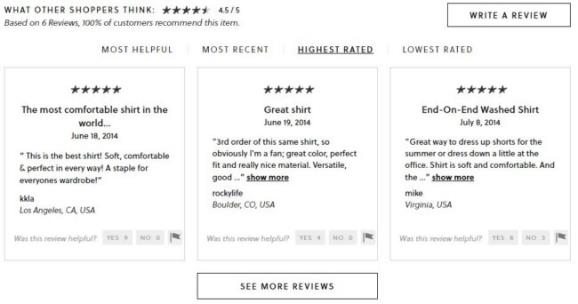 WHAT OTHER SHOPPERS THINK: 4.5 / 5
Based on 6 Reviews, 100% of customers recommend this item.
WRITE A REVIEW
MOST HELPFUL MOST RECENT HIGHEST RATED LOWEST RATED
The most comfortable shirt in the
world...
June 18, 2014
" This is the best shirt! Soft, comfortable
& perfect in every way! A staple for
everyones wardrobe!"
kkla
Los Angeles, CA, USA
Was this review helpful? YES 9 NO 0
Great shirt
June 19, 2014
"3rd order of this same shirt, so
obviously I'm a fan; great color, perfect
fit and really nice material. Versatile,
good ..." show more
rockylife
Boulder, CO, USA
Was this review helpful? YES 4 NO 0
End-On-End Washed Shirt
July 8, 2014
"Great way to dress up shorts for the
summer or dress down a little at the
office. Shirt is soft and comfortable. And
the ..." show more
mike
Virginia, USA
Was this review helpful? YES NO 3
SEE MORE REVIEWS